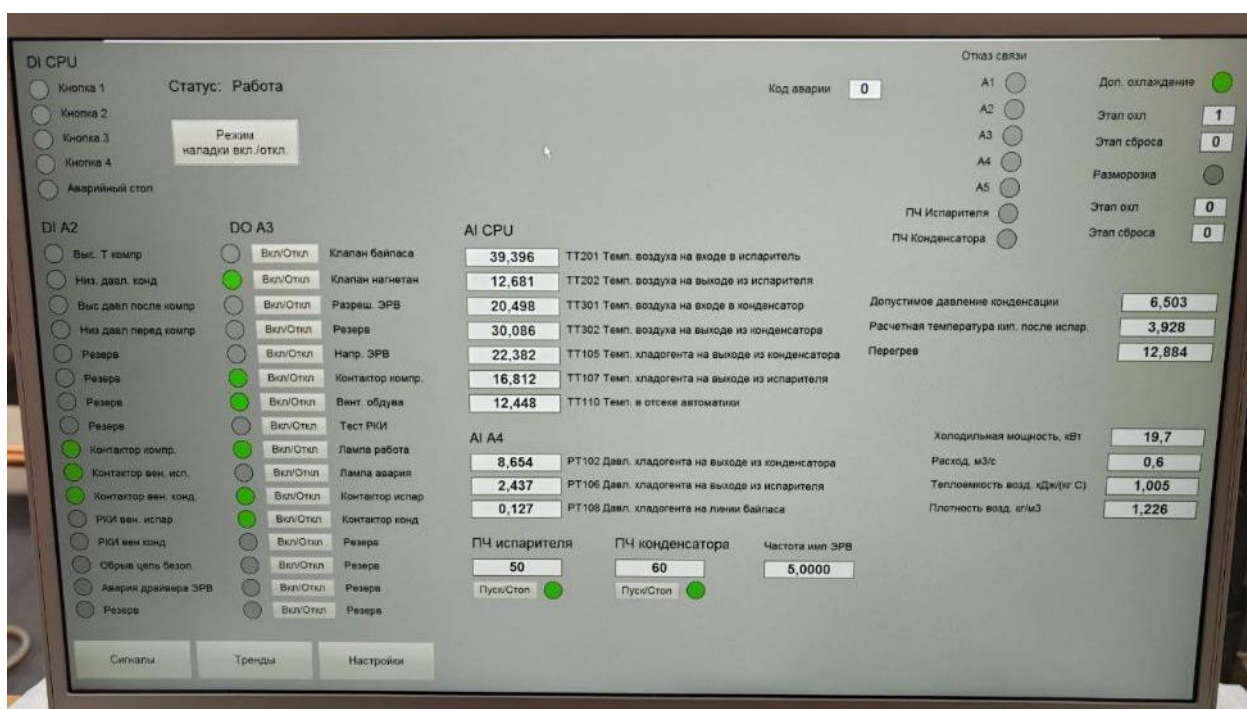 DI CPU
Кнопка 1
Кнопка 2
Кнопка 3
Кнопка 4
Аварийный стоп
Статус: Работа
Режим
наладки вкл./откл.
Код аварии 0
Отказ связи
A1
A2
A3
A4
A5
ПЧ Испарителя
ПЧ Конденсатора
Доп. охлаждение
Этап охл 1
Этап сброса 0
Разморозка
Этап охл 0
Этап сброса 0
DI A2
Выс. Т компр
Низ. давл. конд
Выс давл после компр
Низ давл перед компр
Резерв
Резерв
Резерв
Резерв
Контактор компр.
Контактор вен. исп.
Контактор вен. конд.
РКИ вен. испар
РКИ вен конд
Обрыв цепь безоп.
Авария драйвера ЭРВ
Резерв
DO A3
Вкл/Откл Клапан байпаса
Вкл/Откл Клапан нагнетан
Вкл/Откл Разреш. ЭРВ
Вкл/Откл Резерв
Вкл/Откл Напр. ЭРВ
Вкл/Откл Контактор компр.
Вкл/Откл Вент. обдува
Вкл/Откл Тест РКИ
Вкл/Откл Лампа работа
Вкл/Откл Лампа авария
Вкл/Откл Контактор испар
Вкл/Откл Контактор конд
Вкл/Откл Резерв
Вкл/Откл Резерв
Вкл/Откл Резерв
Вкл/Откл Резерв
AI CPU
39,396 TT201 Темп. воздуха на входе в испаритель
12,681 TT202 Темп. воздуха на выходе из испарителя
20,498 TT301 Темп. воздуха на входе в конденсатор
30,086 TT302 Темп. воздуха на выходе из конденсатора
22,382 TT105 Темп. хладогента на выходе из конденсатора
16,812 TT107 Темп. хладогента на выходе из испарителя
12,448 TT110 Темп. в отсеке автоматики
AI A4
8,654 PT102 Давл. хладогента на выходе из конденсатора
2,437 PT106 Давл. хладогента на выходе из испарителя
0,127 PT108 Давл. хладогента на линии байпаса
ПЧ испарителя
50
Пуск/Стоп
ПЧ конденсатора
60
Пуск/Стоп
Частота имп ЭРВ
5,0000
Допустимое давление конденсации 6,503
Расчетная температура кип. после испар. 3,928
Перегрев 12,884
Холодильная мощность, кВт 19,7
Расход, м3/с 0,6
Теплоемкость возд, кДж/(кг С) 1,005
Плотность возд, кг/м3 1,226
Сигналы
Тренды
Настройки